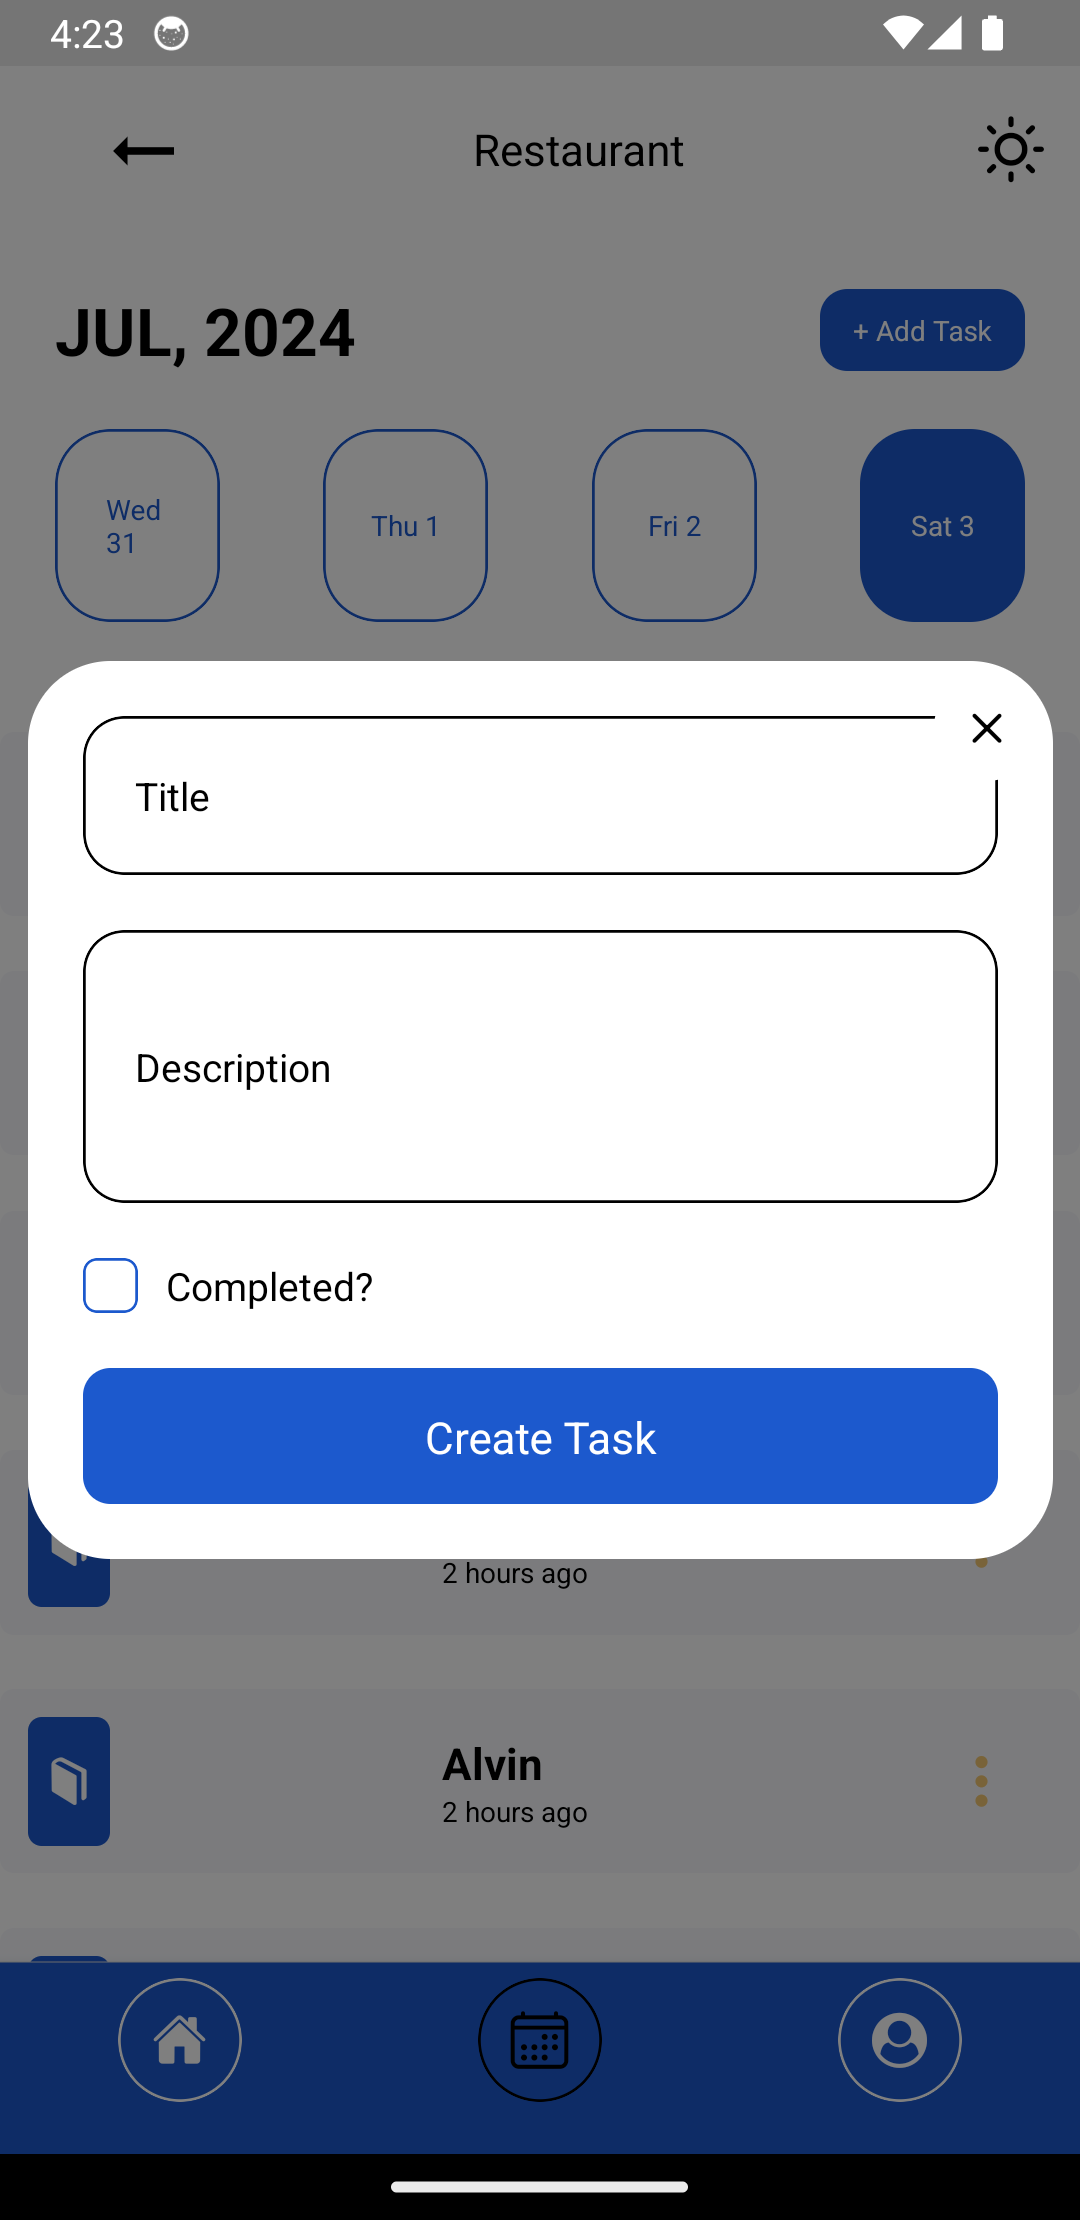 4:23
Restaurant
JUL, 2024
+ Add Task
Wed
31
Thu 1
Fri 2
Sat 3
Title
Description
Completed?
Create Task
2 hours ago
Alvin
2 hours ago